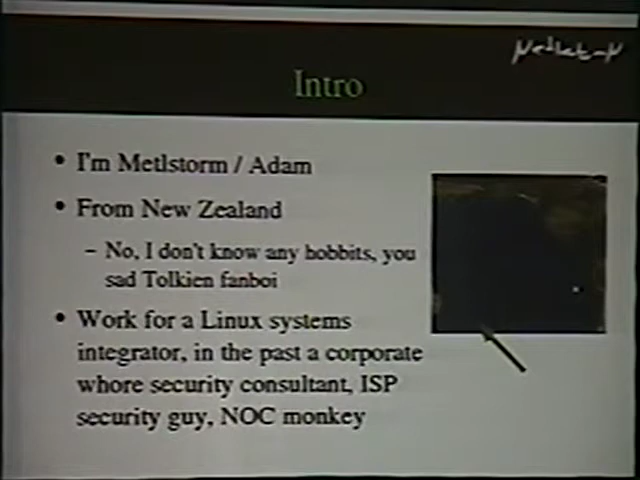 Intro
• I'm Metlstorm / Adam
• From New Zealand
– No, I don't know any hobbits, you
sad Tolkien fanboi
• Work for a Linux systems
integrator, in the past a corporate
whore security consultant, ISP
security guy, NOC monkey